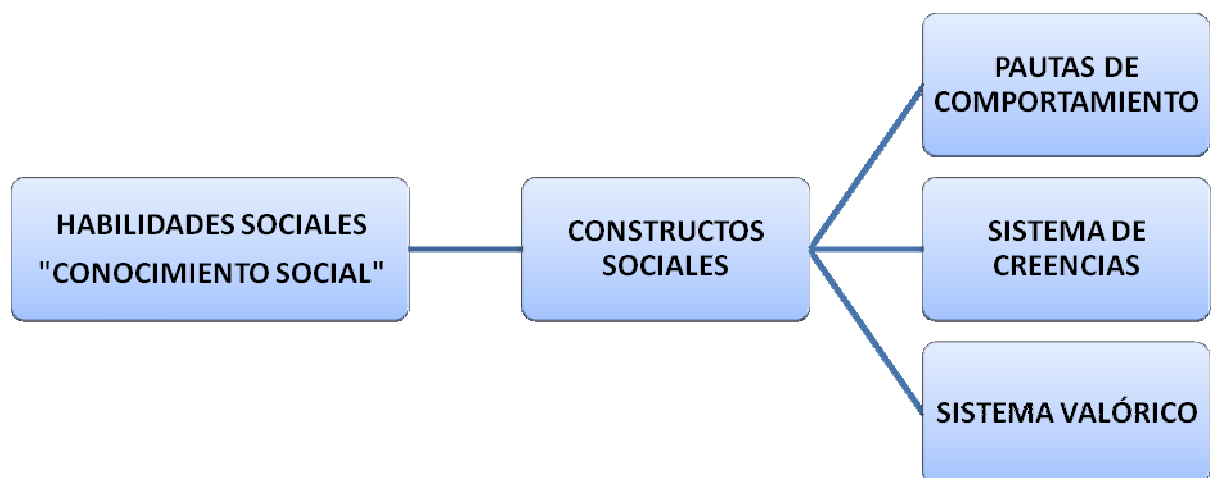 HABILIDADES SOCIALES
"CONOCIMIENTO SOCIAL"
CONSTRUCTOS
SOCIALES
PAUTAS DE
COMPORTAMIENTO
SISTEMA DE
CREENCIAS
SISTEMA VALÓRICO